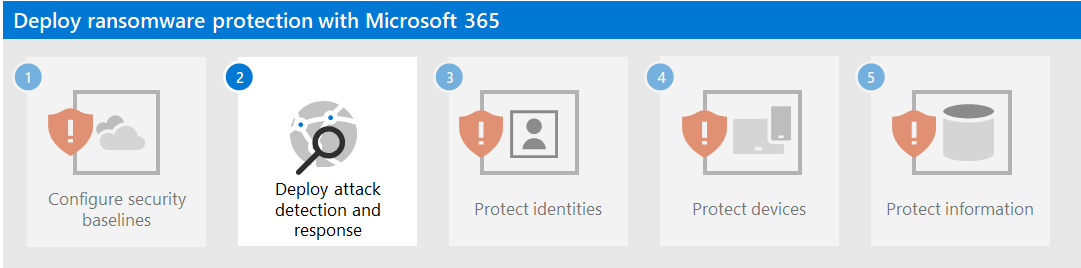 Deploy ransomware protection with Microsoft 365
1
Configure security
baselines
2
Deploy attack
detection and
response
3
Protect identities
4
Protect devices
5
Protect information